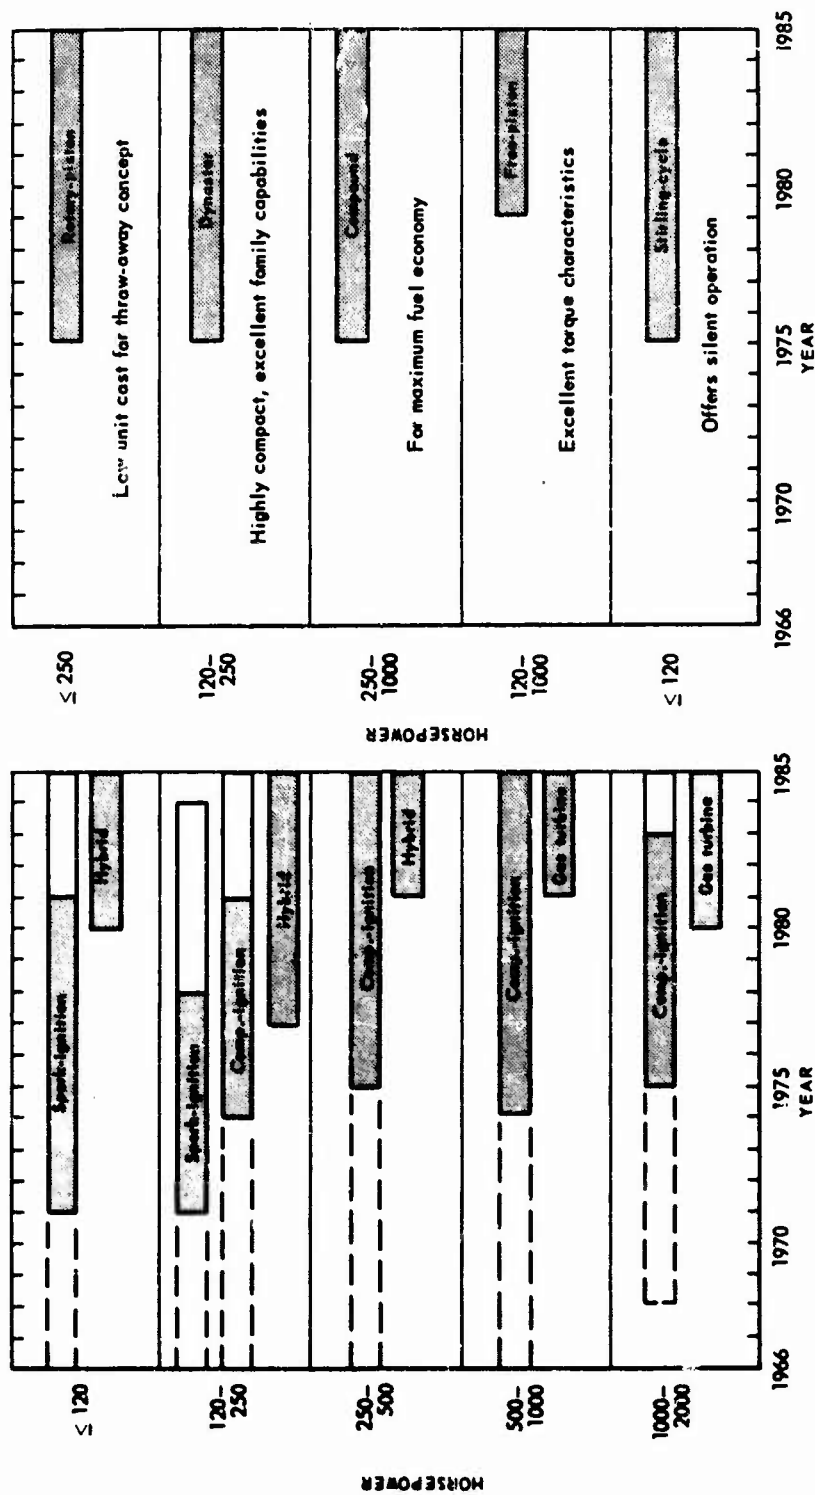 HORSEPOWER
≤ 120
Spark-ignition
Hybrid
120–
250
Spark-ignition
Comp.-ignition
Hybrid
250–
500
Comp.-ignition
Hybrid
500–
1000
Comp.-ignition
Gas turbine
1000–
2000
Comp.-ignition
Gas turbine
1966
1970
1975
1980
1985
YEAR
HORSEPOWER
≤ 250
Rotary-piston
Low unit cost for throw-away concept
120–
250
Dynastar
Highly compact, excellent family capabilities
250–
1000
Compound
For maximum fuel economy
120–
1000
Free-piston
Excellent torque characteristics
≤ 120
Stirling-cycle
Offers silent operation
1966
1970
1975
1980
1985
YEAR